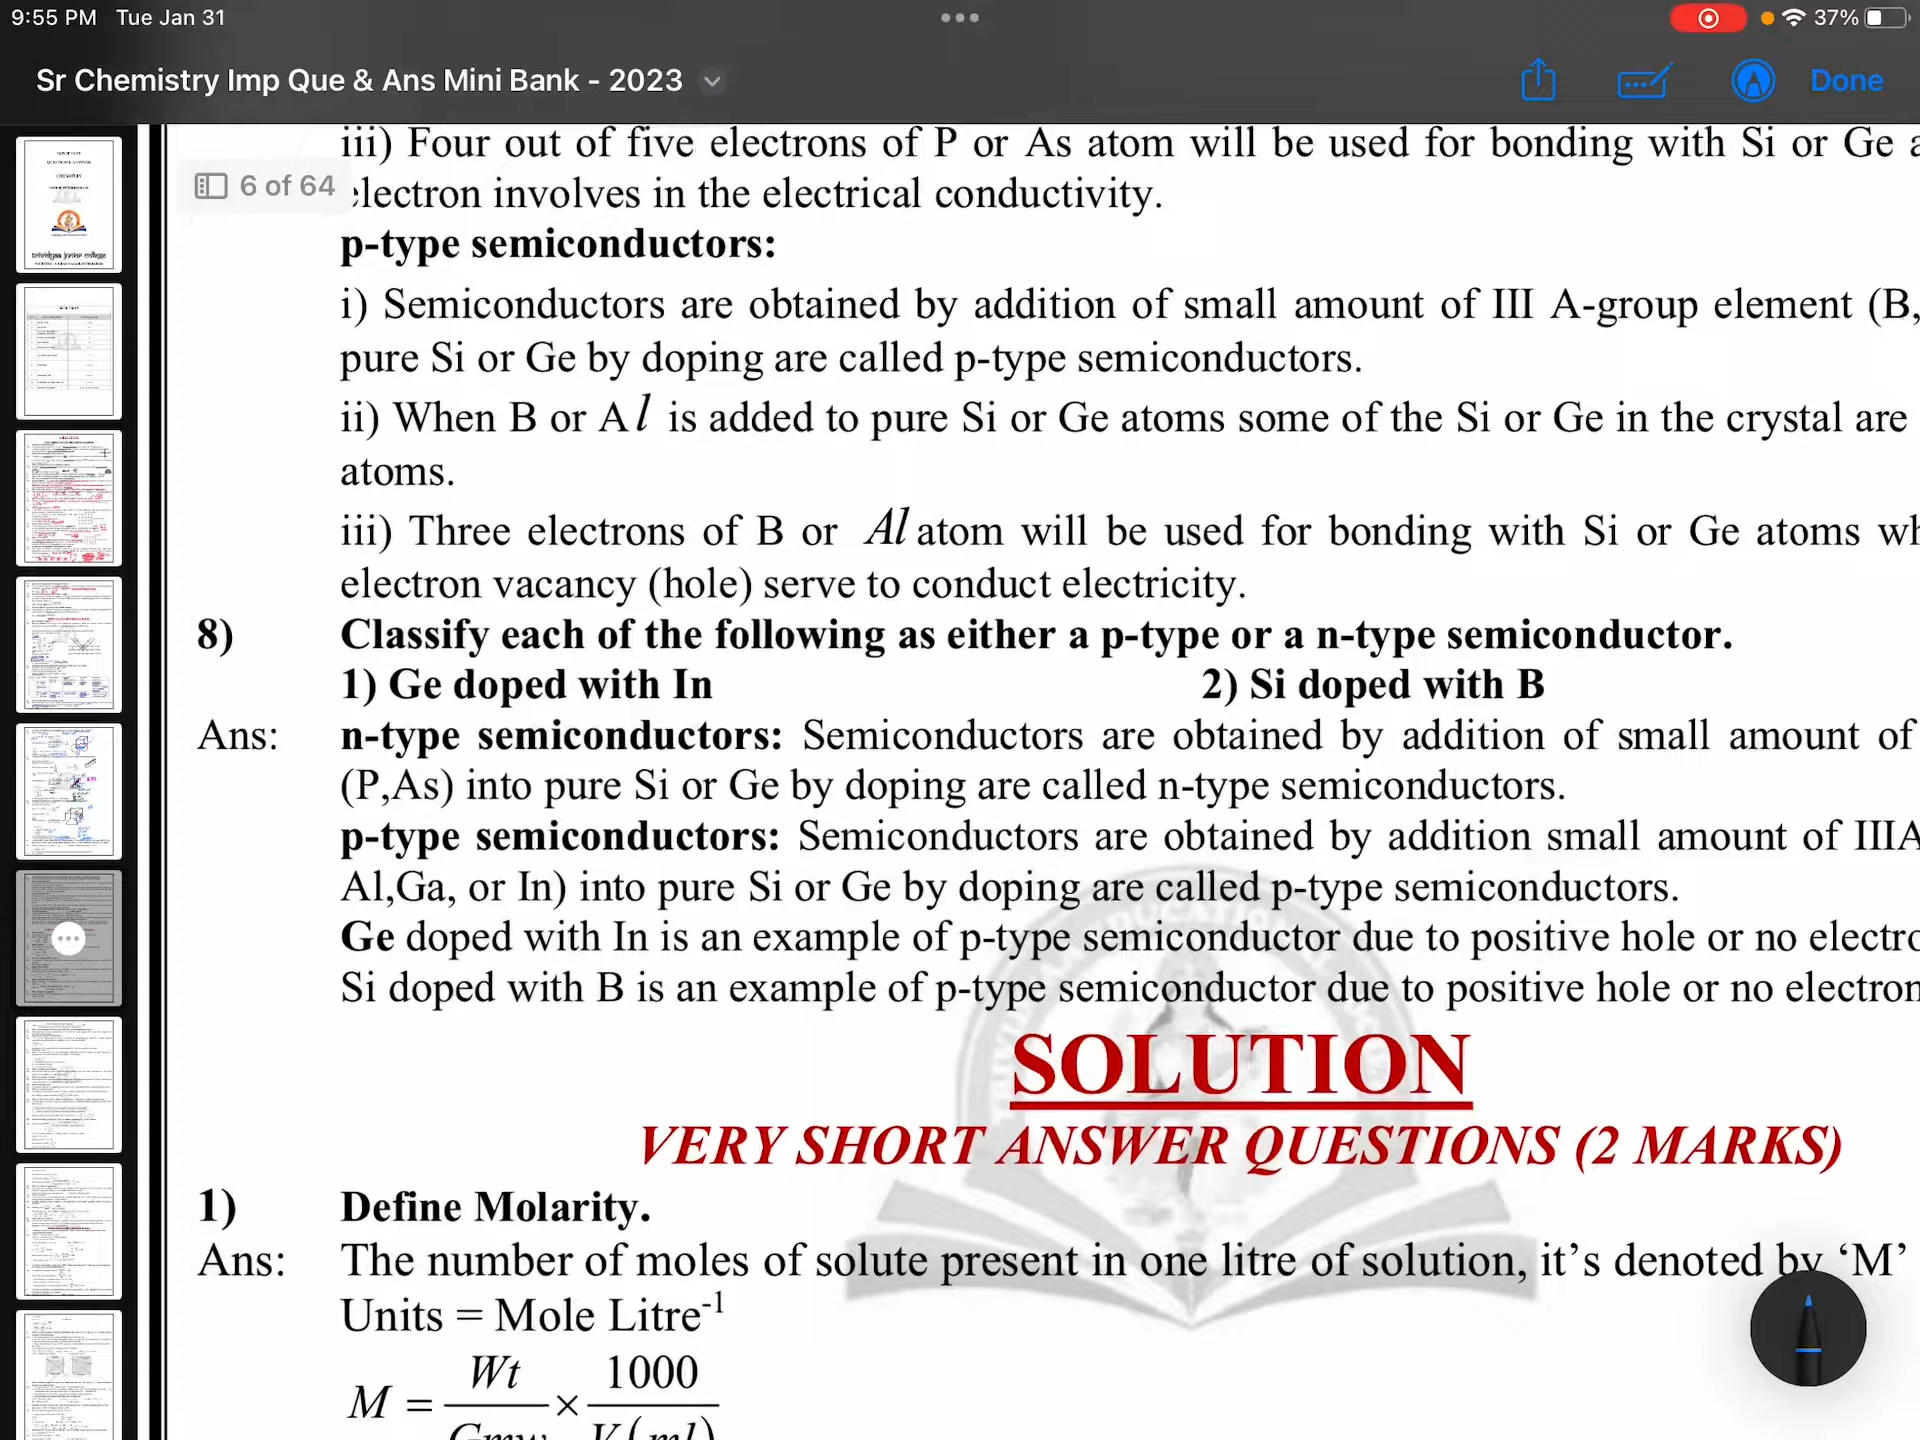 9:55 PM Tue Jan 31
37%
Sr Chemistry Imp Que & Ans Mini Bank - 2023
Done
6 of 64
iii) Four out of five electrons of P or As atom will be used for bonding with Si or Ge
electron involves in the electrical conductivity.
p-type semiconductors:
i) Semiconductors are obtained by addition of small amount of III A-group element (B,
pure Si or Ge by doping are called p-type semiconductors.
ii) When B or Al is added to pure Si or Ge atoms some of the Si or Ge in the crystal are
atoms.
iii) Three electrons of B or Al atom will be used for bonding with Si or Ge atoms
electron vacancy (hole) serve to conduct electricity.
8) Classify each of the following as either a p-type or a n-type semiconductor.
1) Ge doped with In 2) Si doped with B
Ans: n-type semiconductors: Semiconductors are obtained by addition of small amount of
(P,As) into pure Si or Ge by doping are called n-type semiconductors.
p-type semiconductors: Semiconductors are obtained by addition small amount of IIIA
Al,Ga, or In) into pure Si or Ge by doping are called p-type semiconductors.
Ge doped with In is an example of p-type semiconductor due to positive hole or no electro
Si doped with B is an example of p-type semiconductor due to positive hole or no electron
SOLUTION
VERY SHORT ANSWER QUESTIONS (2 MARKS)
1) Define Molarity.
Ans: The number of moles of solute present in one litre of solution, it's denoted by 'M'
Units = Mole Litre⁻¹
M = Wt/Gmw × 1000/V(ml)
trividyaa junior college